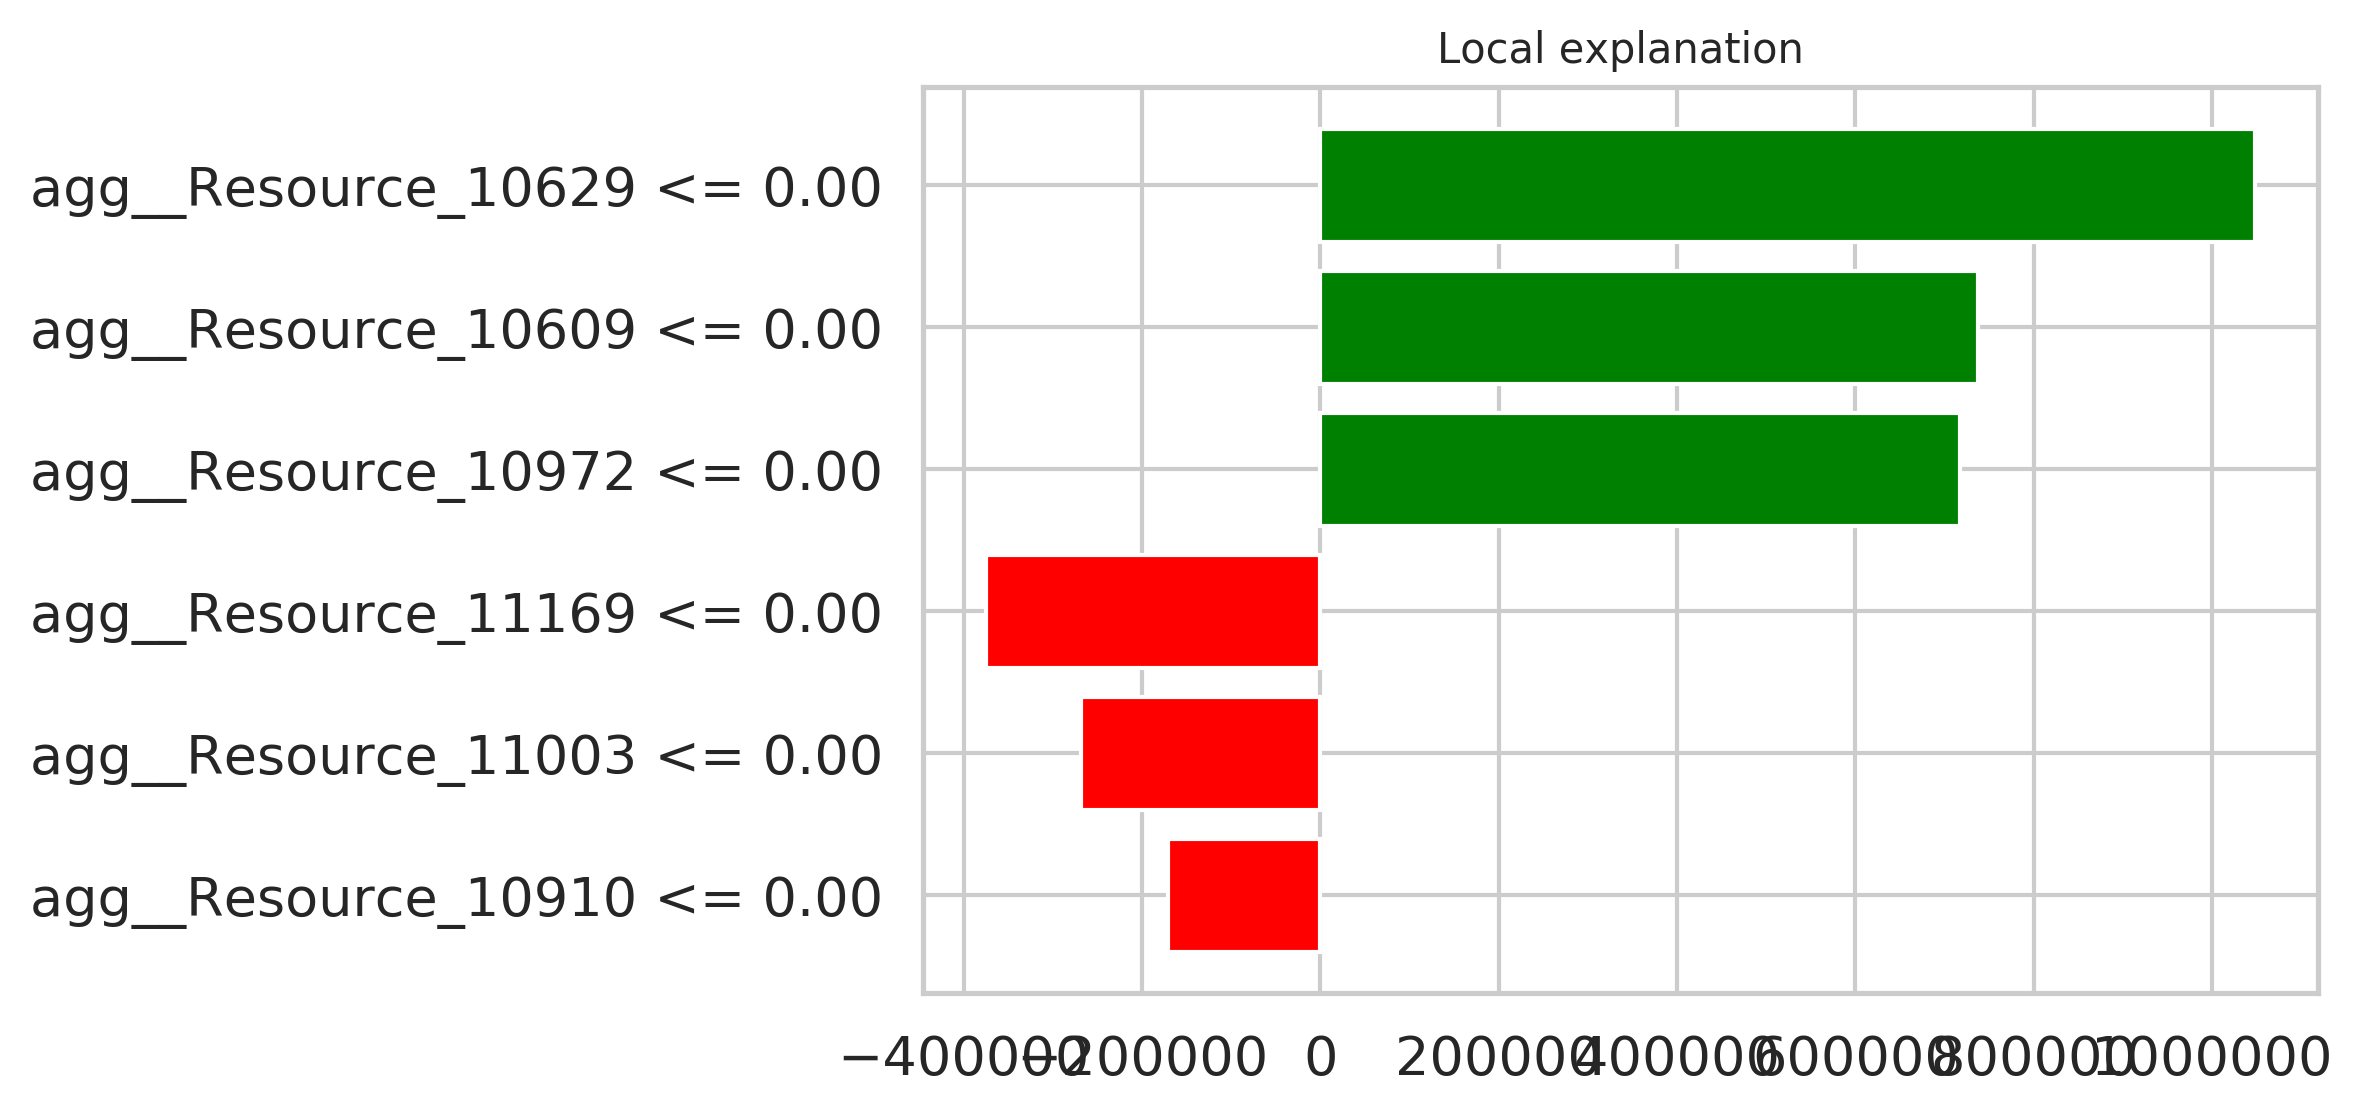 Local explanation
agg__Resource_10629 <= 0.00
agg__Resource_10609 <= 0.00
agg__Resource_10972 <= 0.00
agg__Resource_11169 <= 0.00
agg__Resource_11003 <= 0.00
agg__Resource_10910 <= 0.00
−400000 −200000 0 200000 400000 600000 800000 1000000